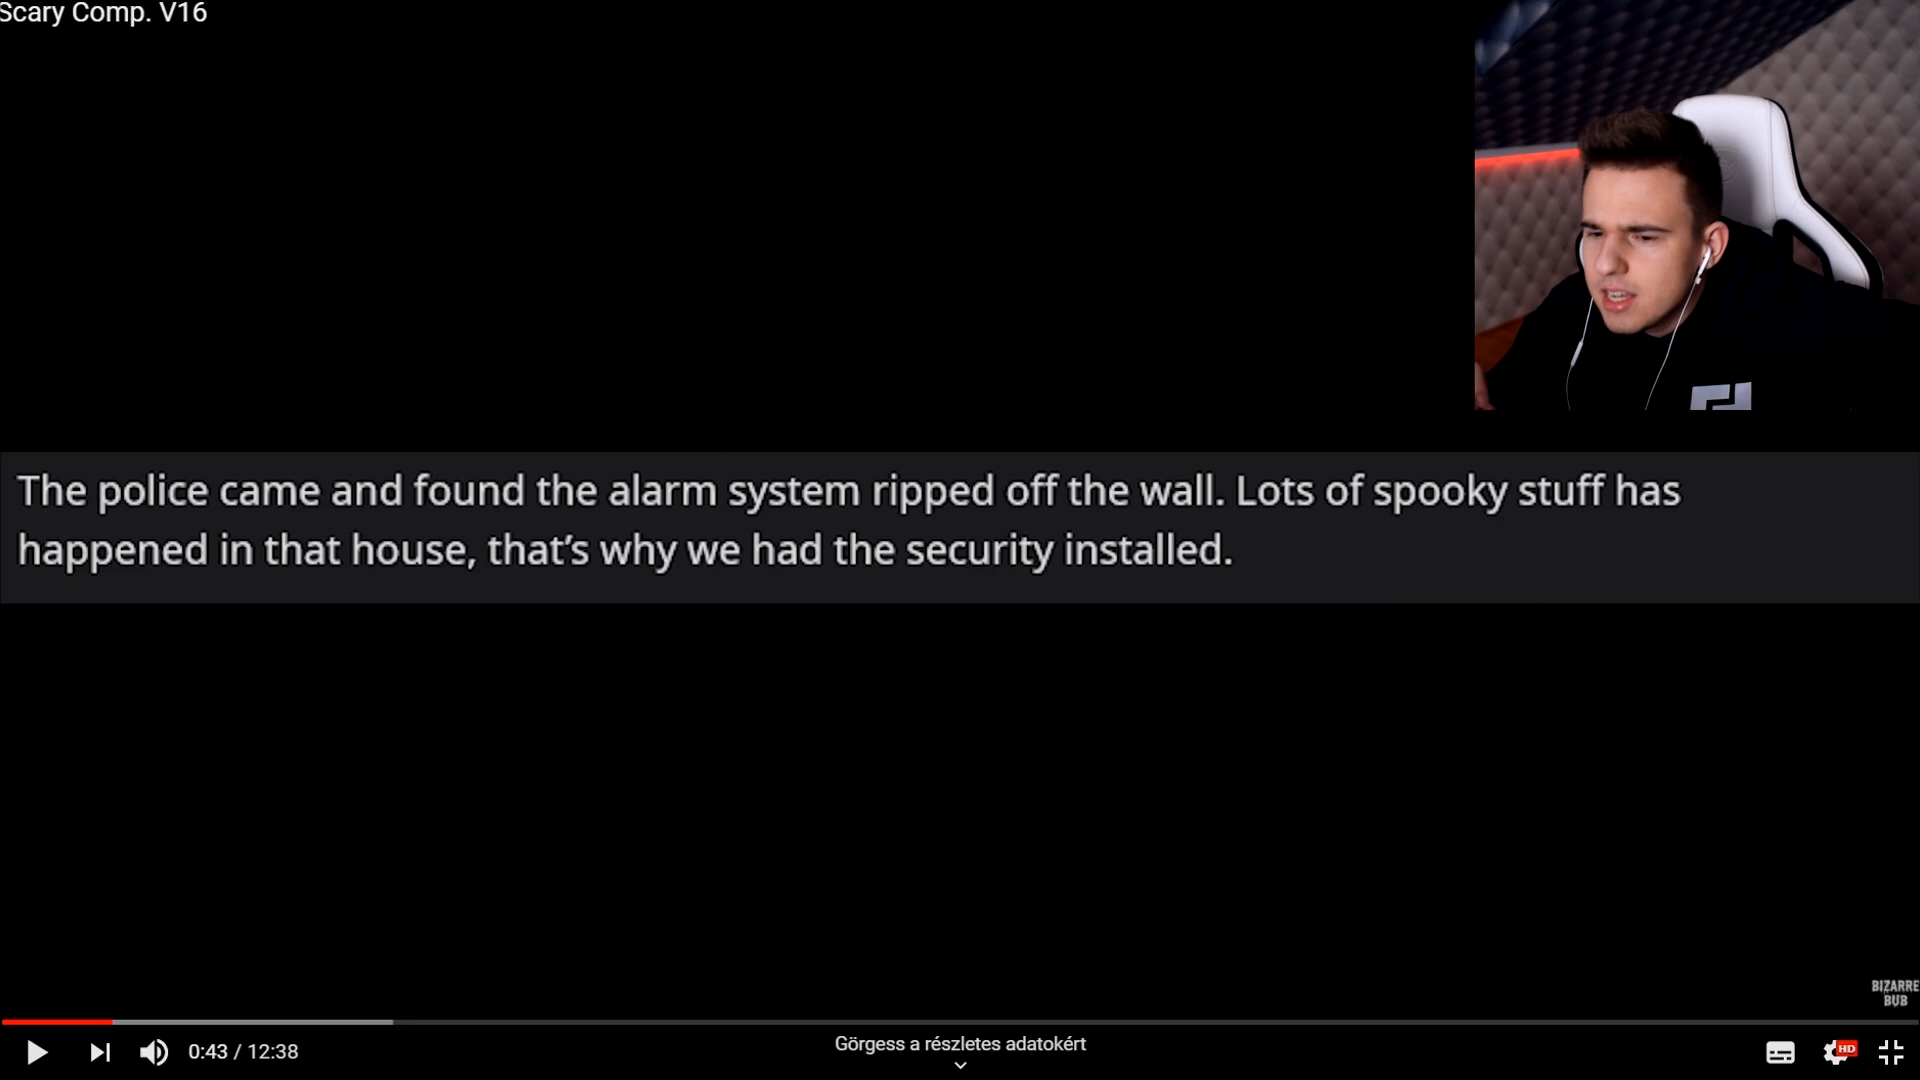 Scary Comp. V16
The police came and found the alarm system ripped off the wall. Lots of spooky stuff has
happened in that house, that’s why we had the security installed.
BIZARRE
BUB
0:43 / 12:38
Görgess a részletes adatokért
HD